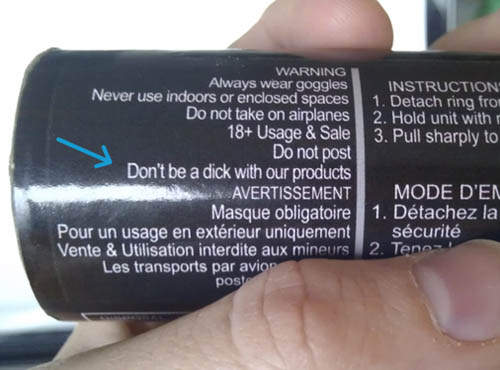 WARNING
Always wear goggles
Never use indoors or enclosed spaces
Do not take on airplanes
18+ Usage & Sale
Do not post
Don't be a dick with our products
AVERTISSEMENT
Masque obligatoire
Pour un usage en extérieur uniquement
Vente & Utilisation interdite aux mineurs
Les transports par avion
INSTRUCTION
1. Detach ring
2. Hold unit with
3. Pull sharply to
MODE
1. Détachez la
sécurité
2.